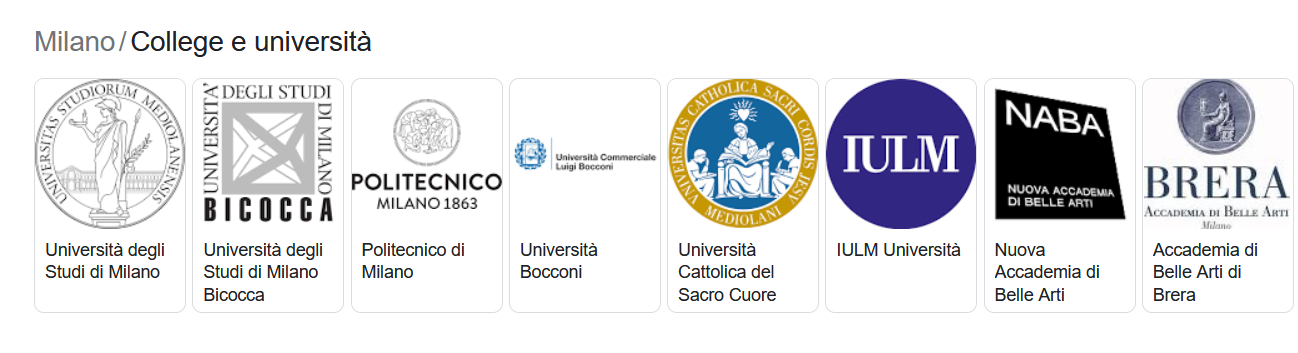 Milano / College e università
UNIVERSITAS STUDIORUM MEDIOLANENSIS
Università degli
Studi di Milano
UNIVERSITA' DEGLI STUDI DI MILANO
BICOCCA
Università degli
Studi di Milano
Bicocca
POLITECNICO
MILANO 1863
Politecnico di
Milano
Università Commerciale
Luigi Bocconi
Università
Bocconi
UNIVERSITAS CATHOLICA SACRI CORDIS JESU
MEDIOLANI
Università
Cattolica del
Sacro Cuore
IULM
IULM Università
NABA
NUOVA ACCADEMIA
DI BELLE ARTI
Nuova
Accademia di
Belle Arti
BRERA
ACCADEMIA DI BELLE ARTI
Milano
Accademia di
Belle Arti di
Brera